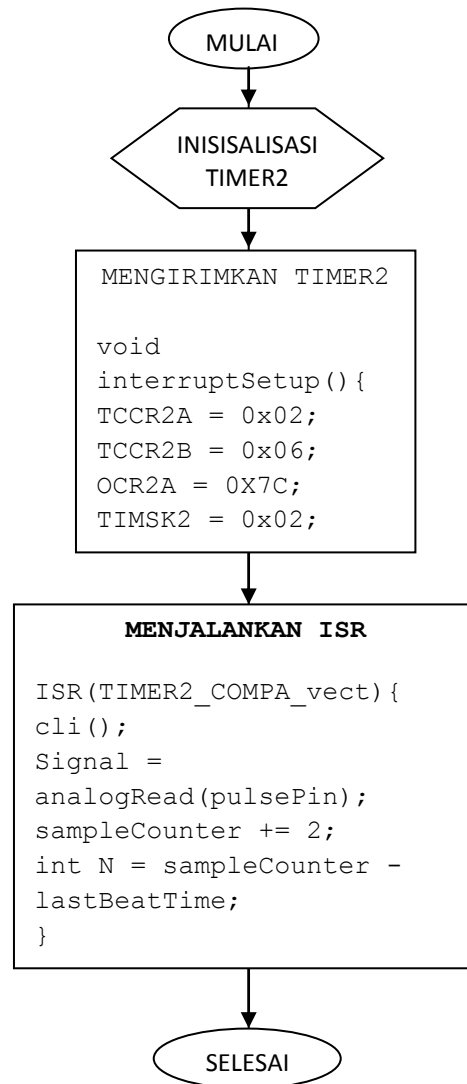 MULAI
INISISALISASI
TIMER2
MENGIRIMKAN TIMER2
void
interruptSetup(){
TCCR2A = 0x02;
TCCR2B = 0x06;
OCR2A = 0X7C;
TIMSK2 = 0x02;
MENJALANKAN ISR
ISR(TIMER2_COMPA_vect){
cli();
Signal =
analogRead(pulsePin);
sampleCounter += 2;
int N = sampleCounter -
lastBeatTime;
}
SELESAI